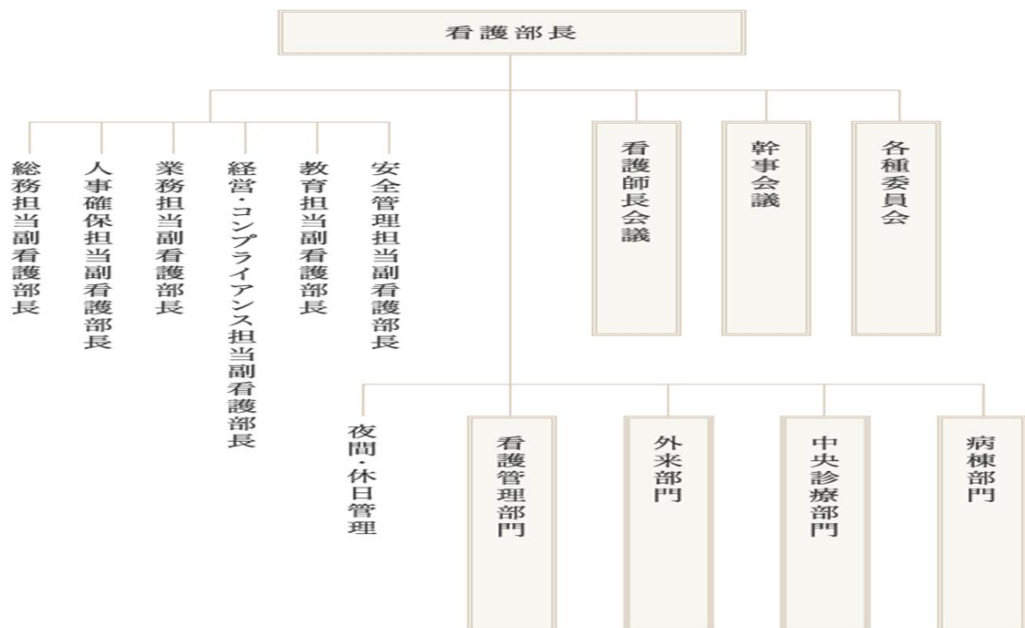 看護部長
総務担当副看護部長
人事確保担当副看護部長
業務担当副看護部長
経営・コンプライアンス担当副看護部長
教育担当副看護部長
安全管理担当副看護部長
看護師長会議
幹事会議
各種委員会
夜間・休日管理
看護管理部門
外来部門
中央診療部門
病棟部門